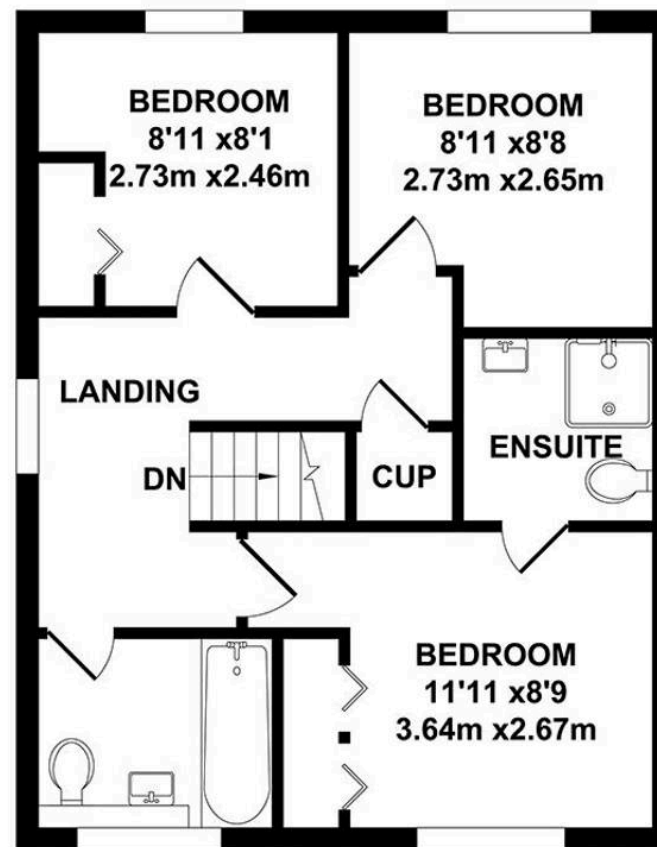 BEDROOM
8'11 x8'1
2.73m x2.46m
BEDROOM
8'11 x8'8
2.73m x2.65m
LANDING
DN
CUP
ENSUITE
BEDROOM
11'11 x8'9
3.64m x2.67m